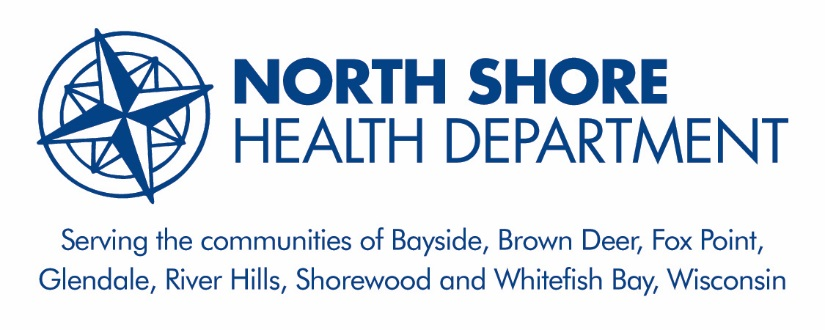 NORTH SHORE
HEALTH DEPARTMENT
Serving the communities of Bayside, Brown Deer, Fox Point,
Glendale, River Hills, Shorewood and Whitefish Bay, Wisconsin